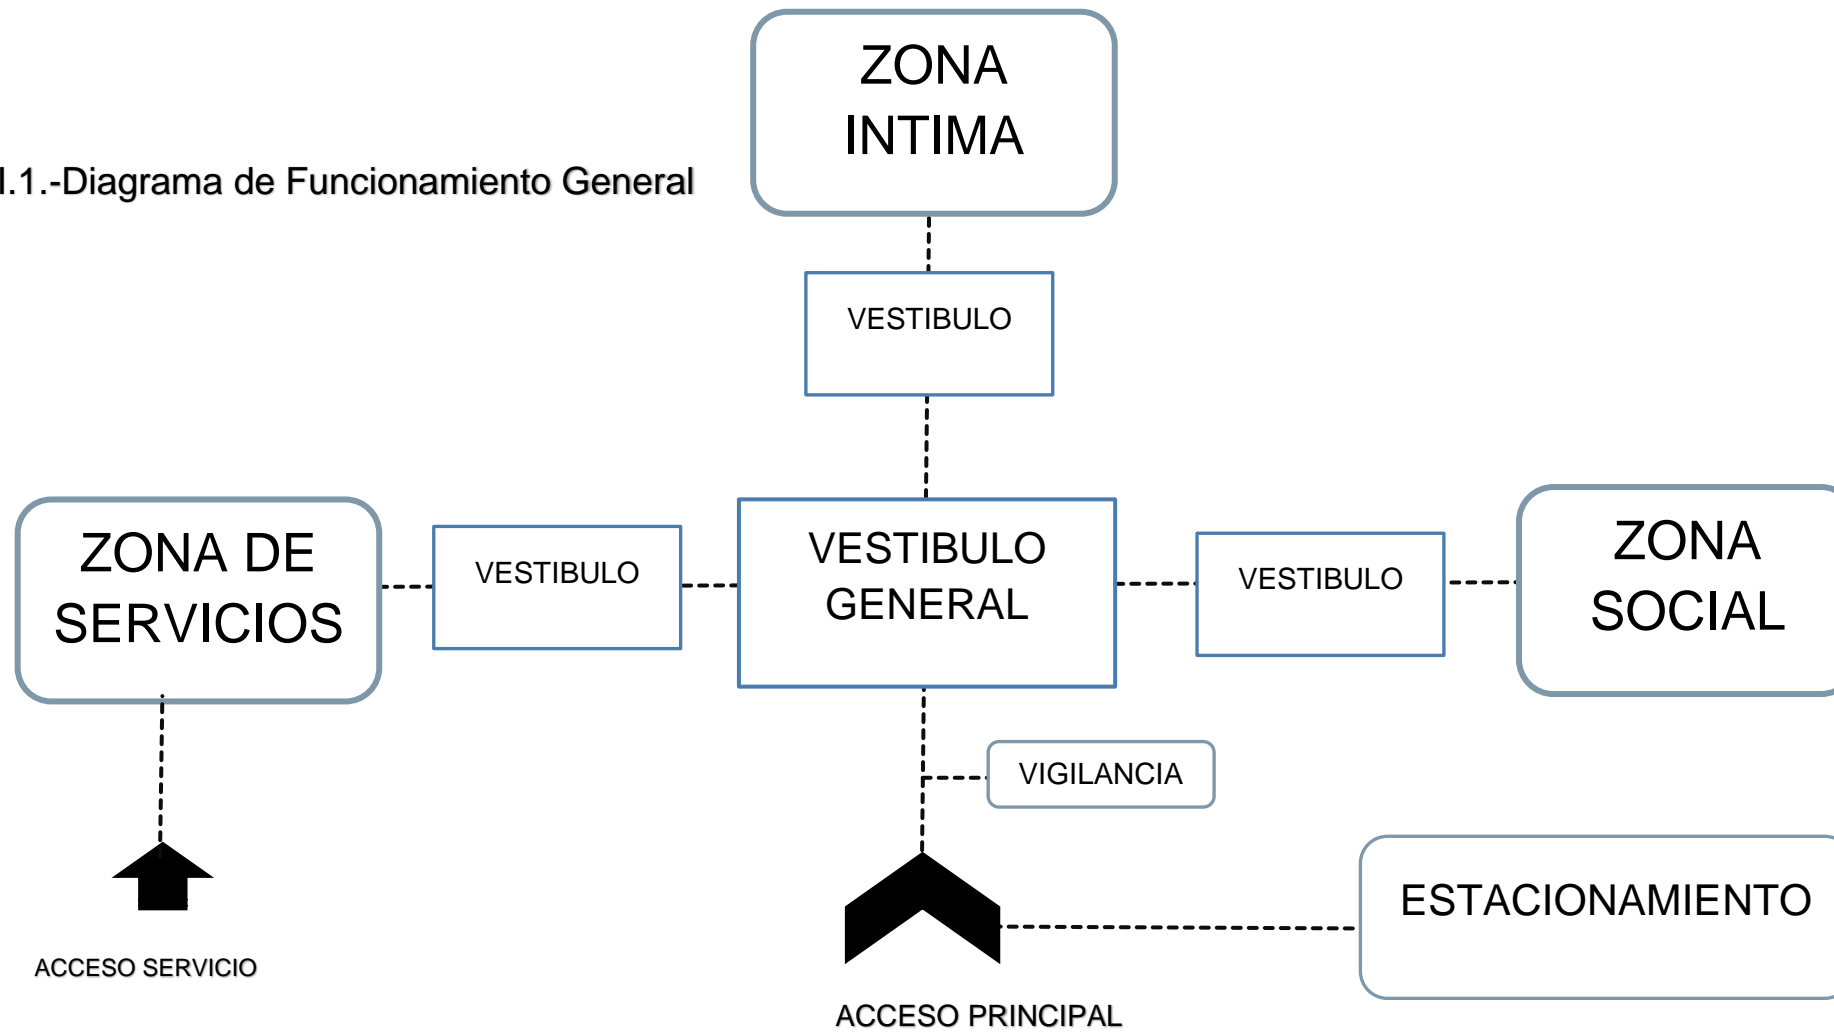 ZONA
INTIMA
I.1.-Diagrama de Funcionamiento General
VESTIBULO
ZONA DE
SERVICIOS
VESTIBULO
VESTIBULO
GENERAL
VESTIBULO
ZONA
SOCIAL
VIGILANCIA
ESTACIONAMIENTO
ACCESO SERVICIO
ACCESO PRINCIPAL